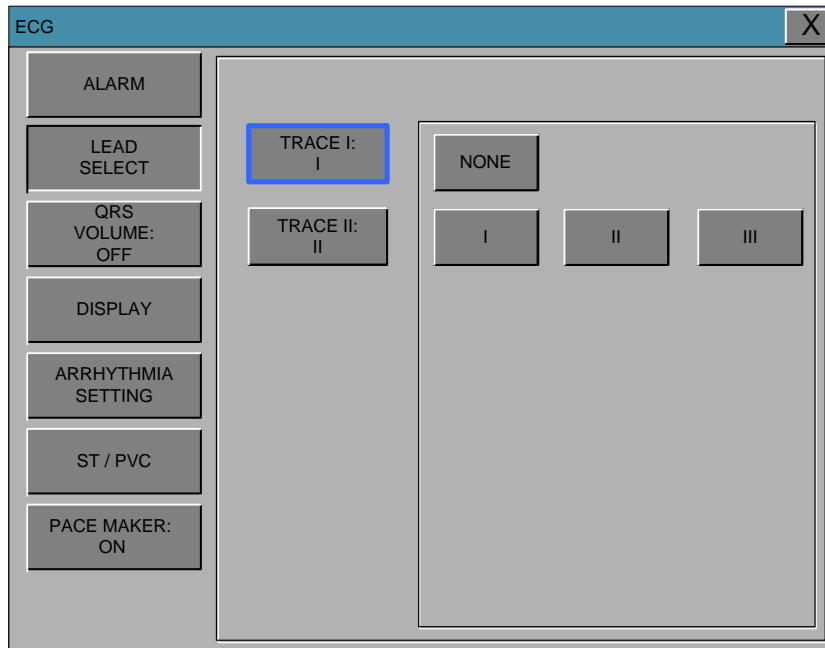 ECG
X
ALARM
LEAD
SELECT
QRS
VOLUME:
OFF
DISPLAY
ARRHYTHMIA
SETTING
ST / PVC
PACE MAKER:
ON
TRACE I:
I
TRACE II:
II
NONE
I
II
III